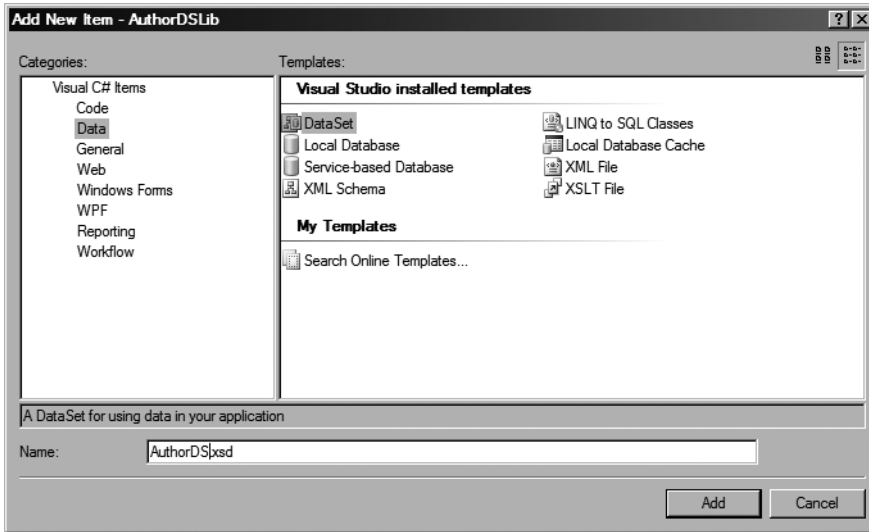 Add New Item - AuthorDSLib
Categories:
Templates:
Visual C# Items
Code
Data
General
Web
Windows Forms
WPF
Reporting
Workflow
Visual Studio installed templates
DataSet
LINQ to SQL Classes
Local Database
Local Database Cache
Service-based Database
XML File
XML Schema
XSLT File
My Templates
Search Online Templates...
A DataSet for using data in your application
Name:
AuthorDS.xsd
Add
Cancel